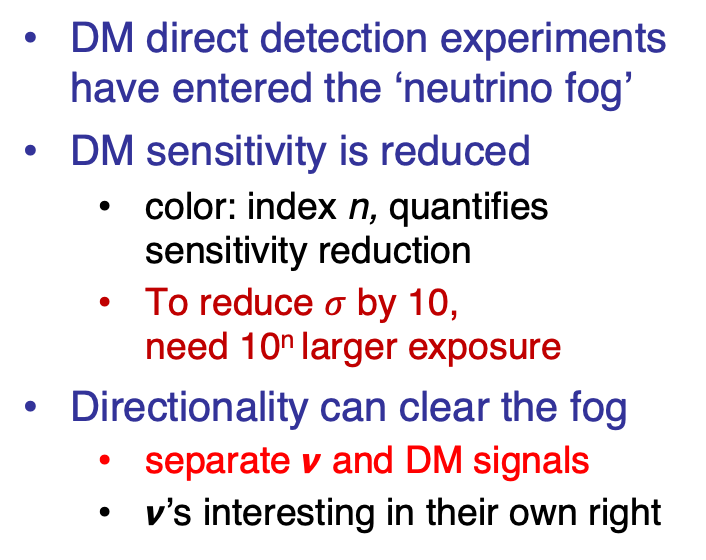 • DM direct detection experiments
have entered the ‘neutrino fog’
• DM sensitivity is reduced
• color: index n, quantifies
sensitivity reduction
• To reduce σ by 10,
need 10ⁿ larger exposure
• Directionality can clear the fog
• separate ν and DM signals
• ν’s interesting in their own right